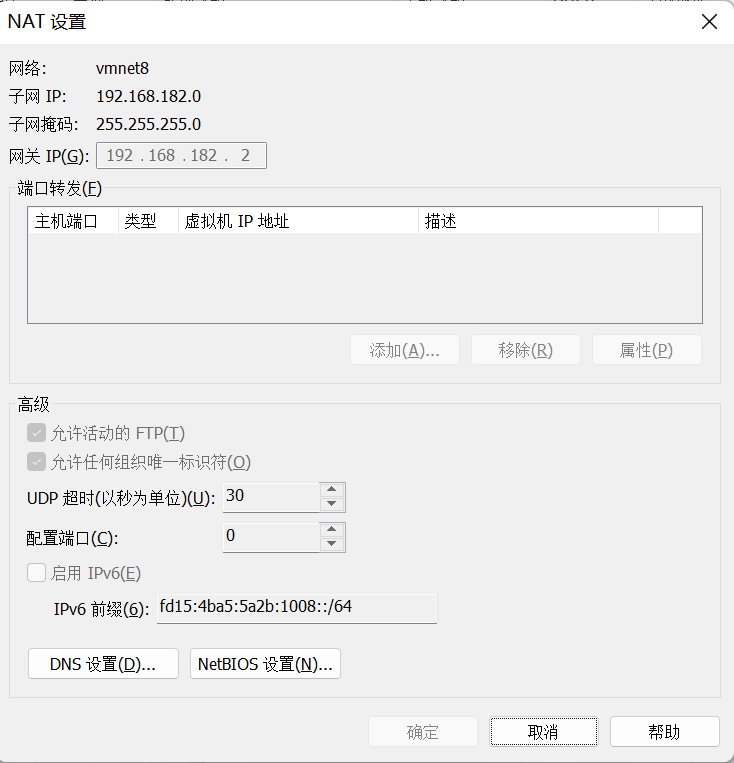 NAT 设置
网络: vmnet8
子网 IP: 192.168.182.0
子网掩码: 255.255.255.0
网关 IP(G): 192 . 168 . 182 . 2
端口转发(F)
主机端口 类型 虚拟机 IP 地址 描述
添加(A)... 移除(R) 属性(P)
高级
允许活动的 FTP(T)
允许任何组织唯一标识符(O)
UDP 超时(以秒为单位)(U): 30
配置端口(C): 0
启用 IPv6(E)
IPv6 前缀(6): fd15:4ba5:5a2b:1008::/64
DNS 设置(D)... NetBIOS 设置(N)...
确定 取消 帮助